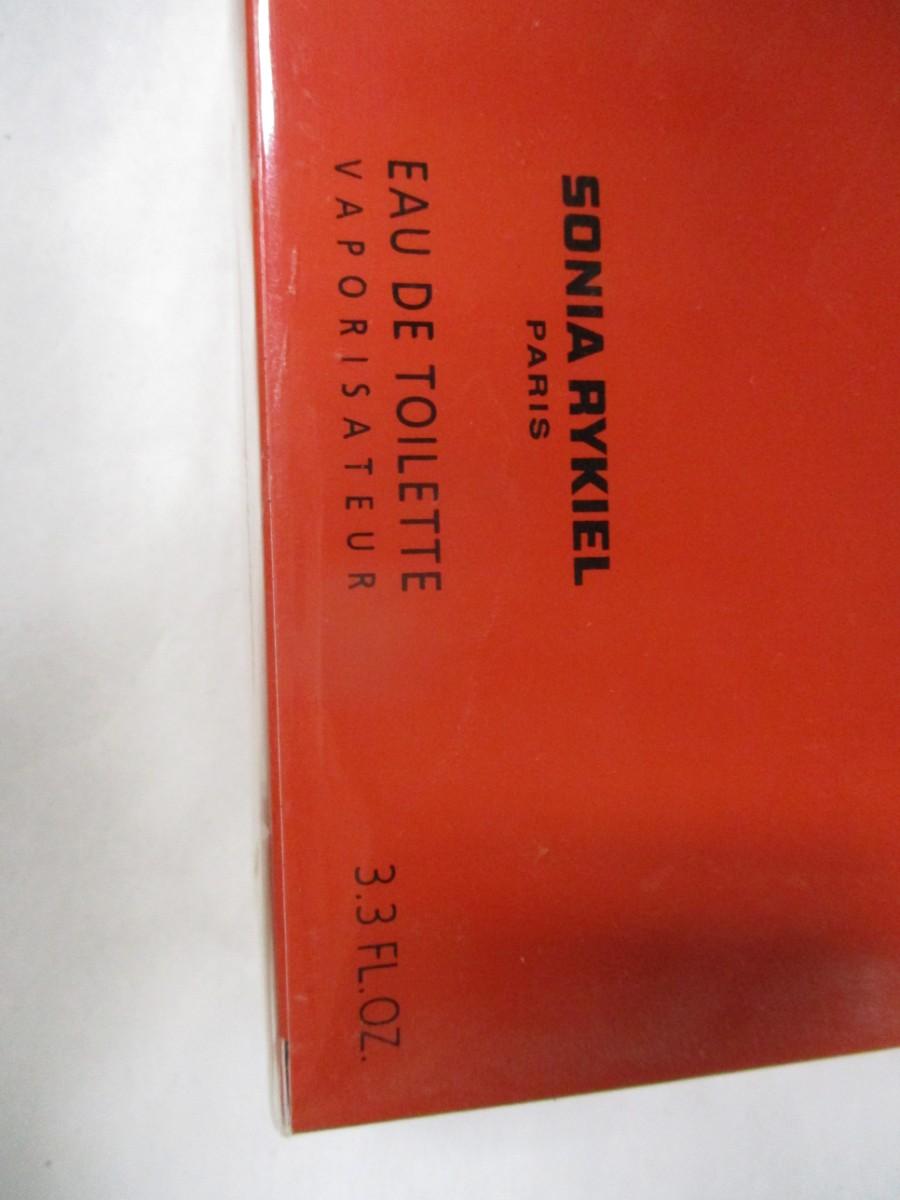 SONIA RYKIEL
PARIS
EAU DE TOILETTE
VAPORISATEUR
3.3 FL.OZ.